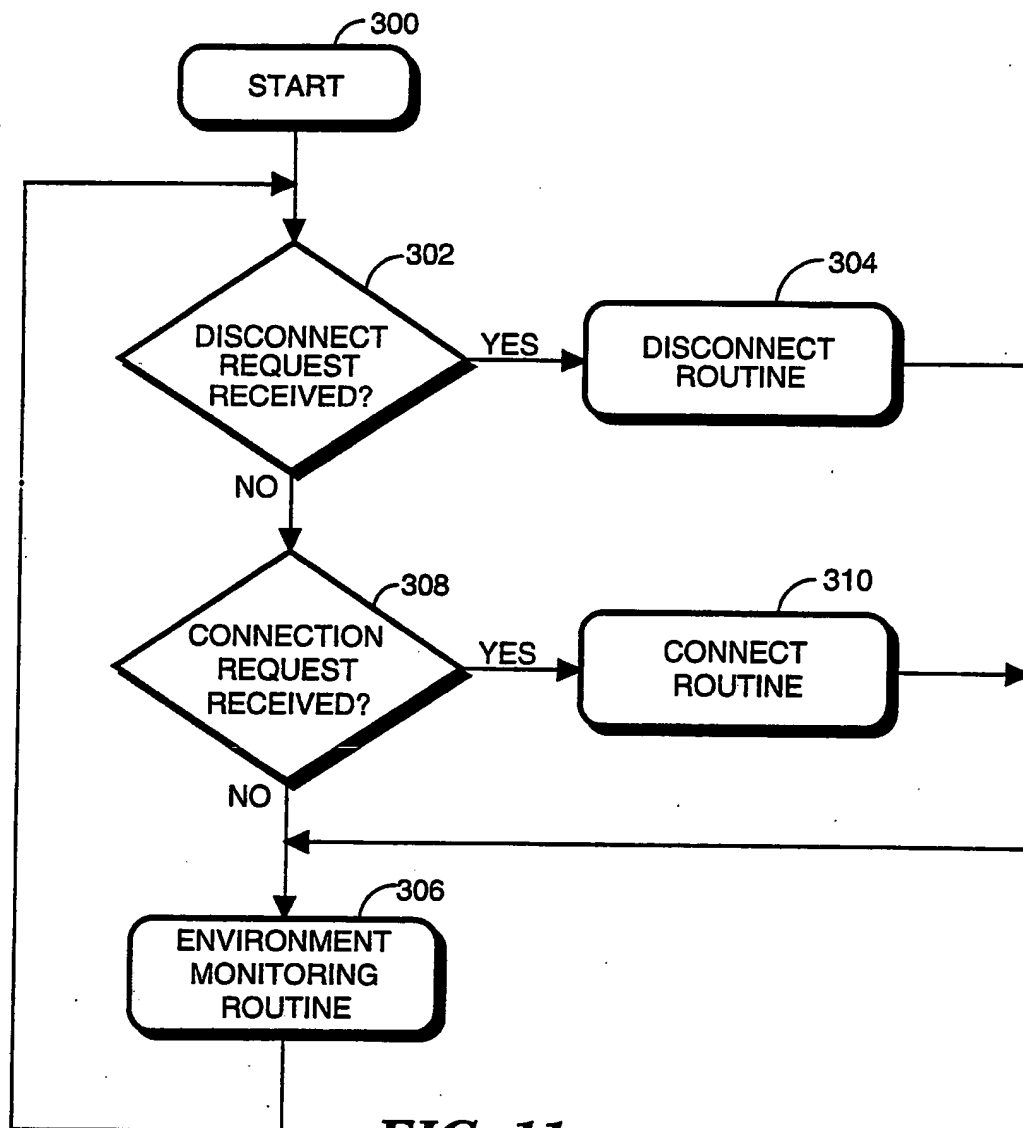 300
START
302
DISCONNECT
REQUEST
RECEIVED?
YES
304
DISCONNECT
ROUTINE
NO
308
CONNECTION
REQUEST
RECEIVED?
YES
310
CONNECT
ROUTINE
NO
306
ENVIRONMENT
MONITORING
ROUTINE
FIG. 11